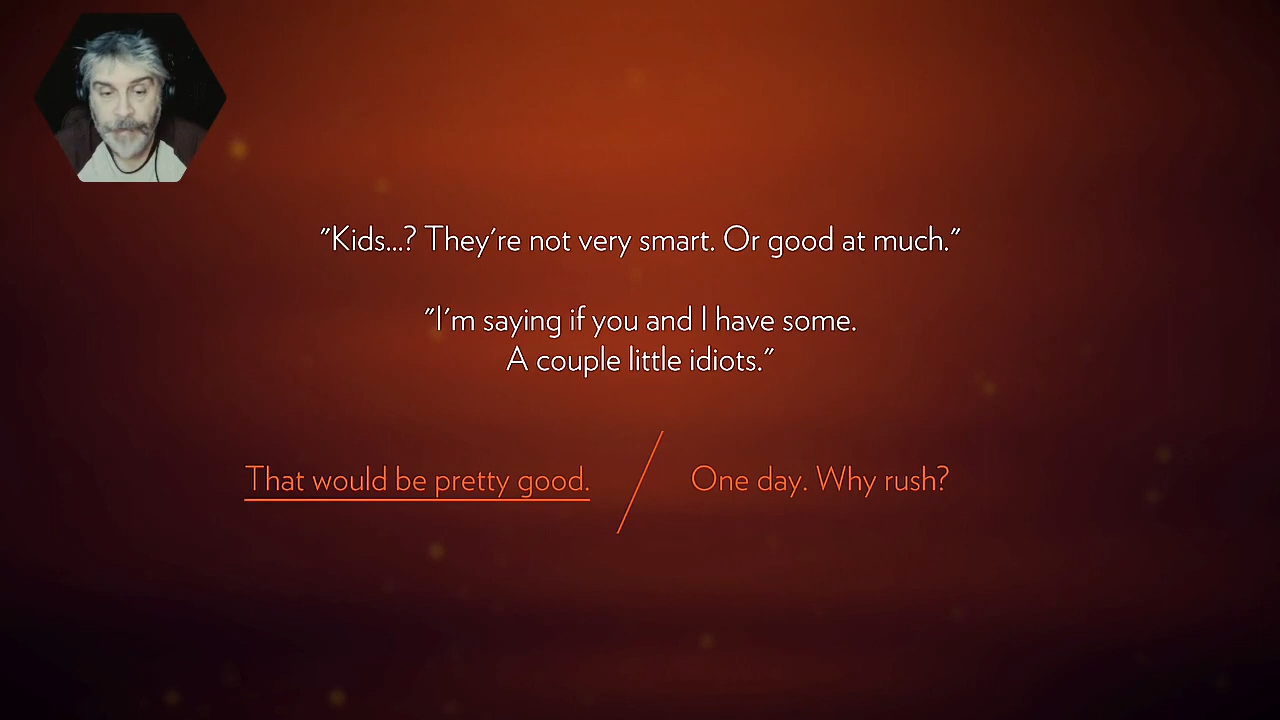 "Kids...? They're not very smart. Or good at much."
"I'm saying if you and I have some.
A couple little idiots."
That would be pretty good. / One day. Why rush?